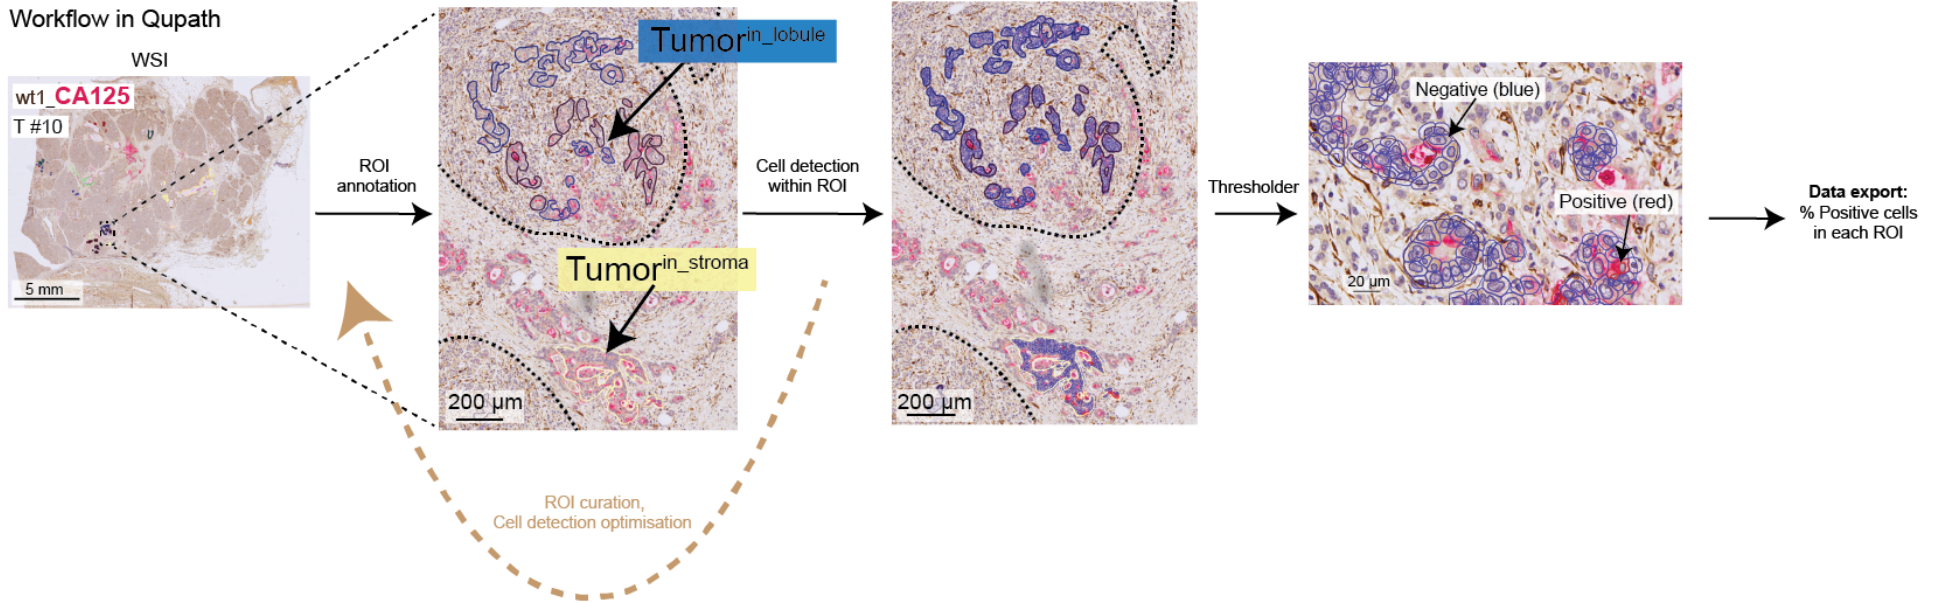 Workflow in Qupath
WSI
wt1_CA125
T #10
5 mm
ROI
annotation
Tumorin_lobule
Tumorin_stroma
200 µm
Cell detection
within ROI
200 µm
Thresholder
Negative (blue)
Positive (red)
20 µm
Data export:
% Positive cells
in each ROI
ROI curation,
Cell detection optimisation